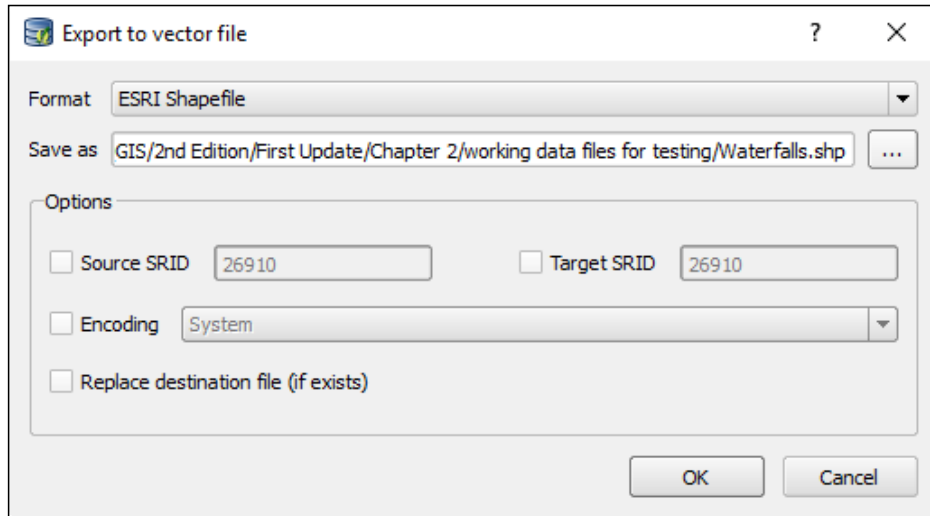 Export to vector file ?
Format ESRI Shapefile
Save as GIS/2nd Edition/First Update/Chapter 2/working data files for testing/Waterfalls.shp ...
Options
Source SRID 26910 Target SRID 26910
Encoding System
Replace destination file (if exists)
OK Cancel